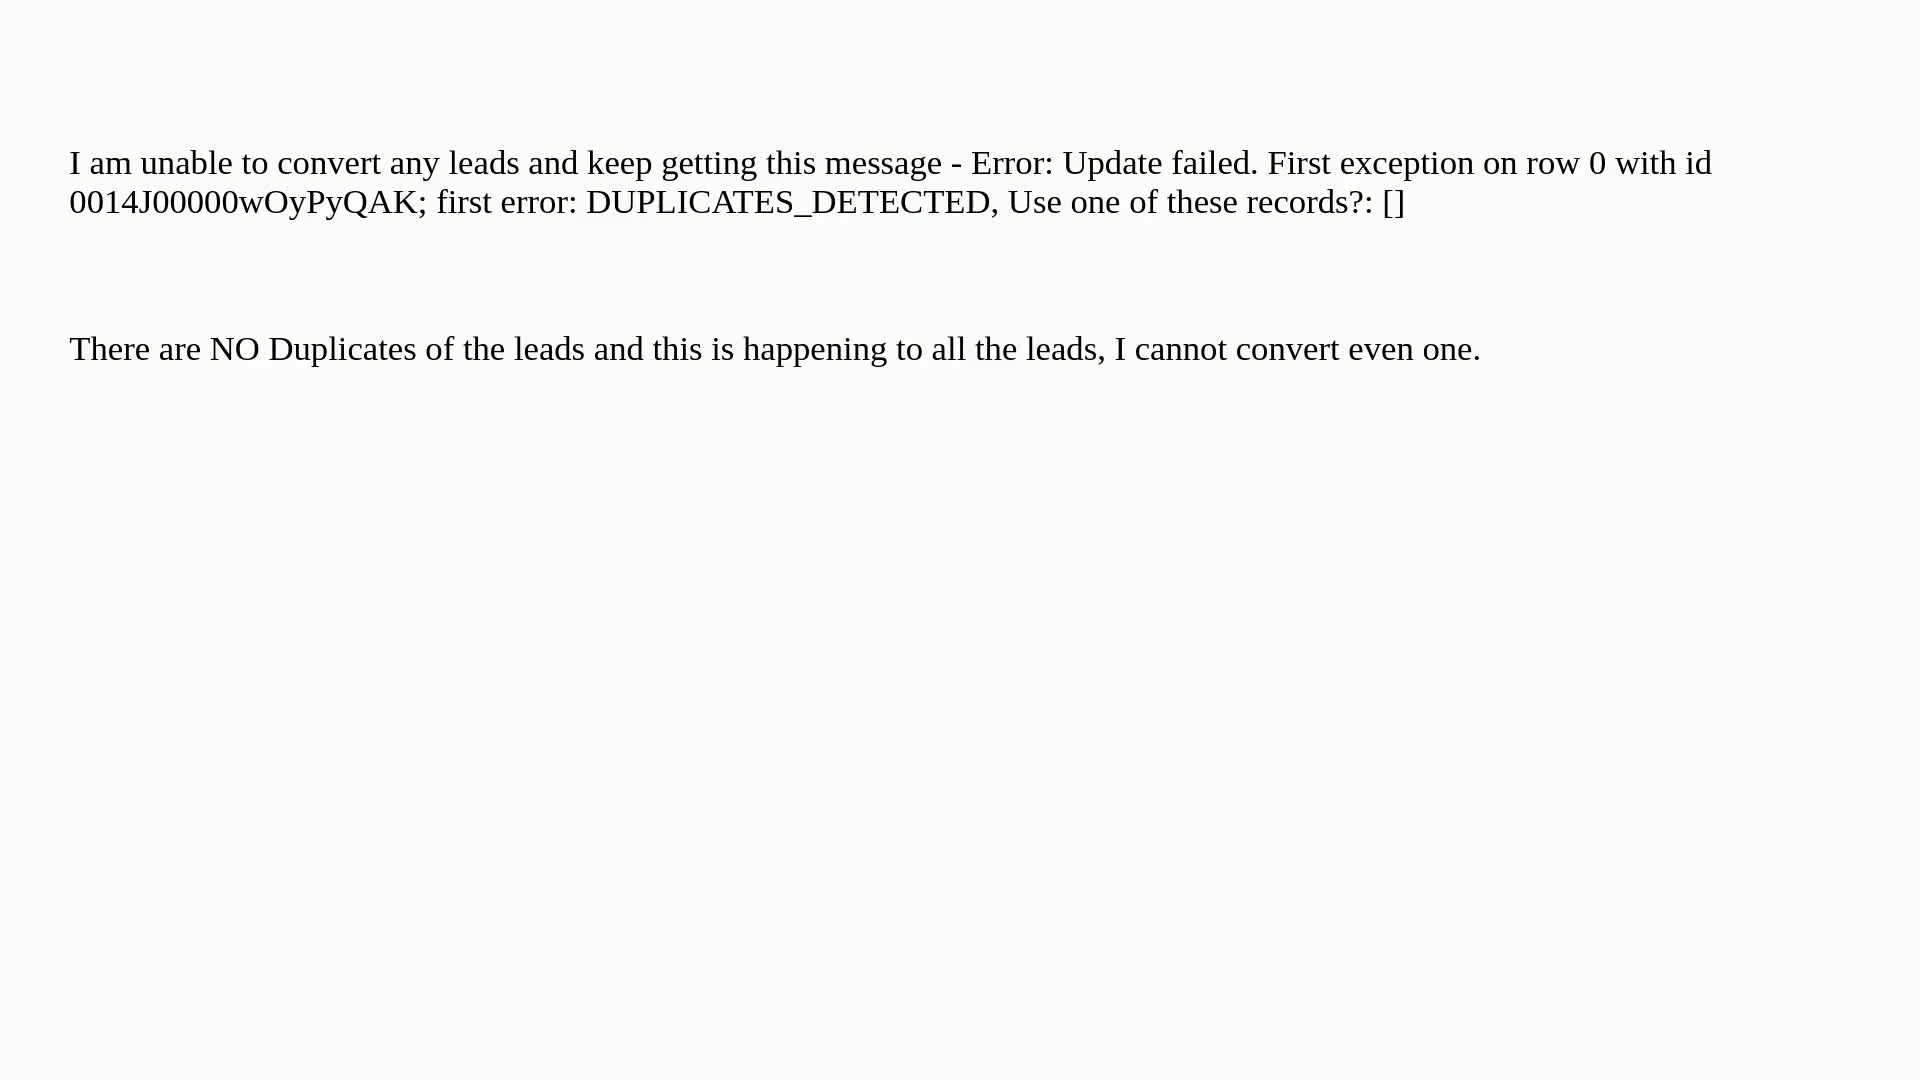 I am unable to convert any leads and keep getting this message - Error: Update failed. First exception on row 0 with id
0014J00000wOyPyQAK; first error: DUPLICATES_DETECTED, Use one of these records?: []
There are NO Duplicates of the leads and this is happening to all the leads, I cannot convert even one.